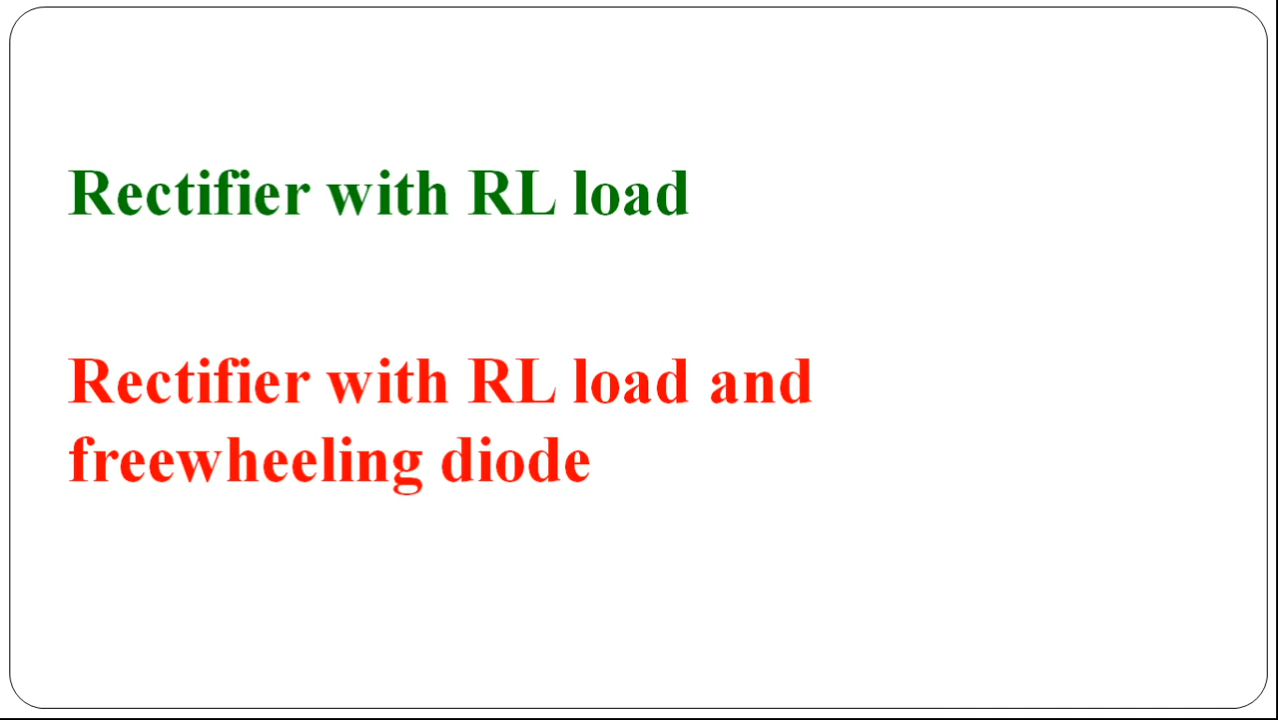 Rectifier with RL load
Rectifier with RL load and
freewheeling diode